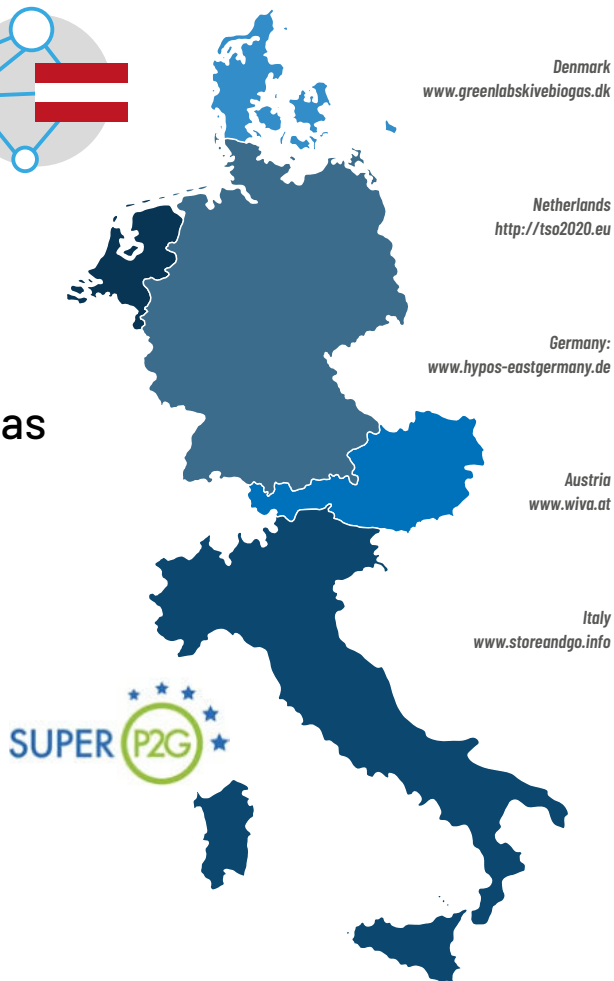 Denmark
www.greenlabskivebiogas.dk
Netherlands
http://tso2020.eu
Germany:
www.hypos-eastgermany.de
as
Austria
www.wiva.at
Italy
www.storeandgo.info
SUPER P2G